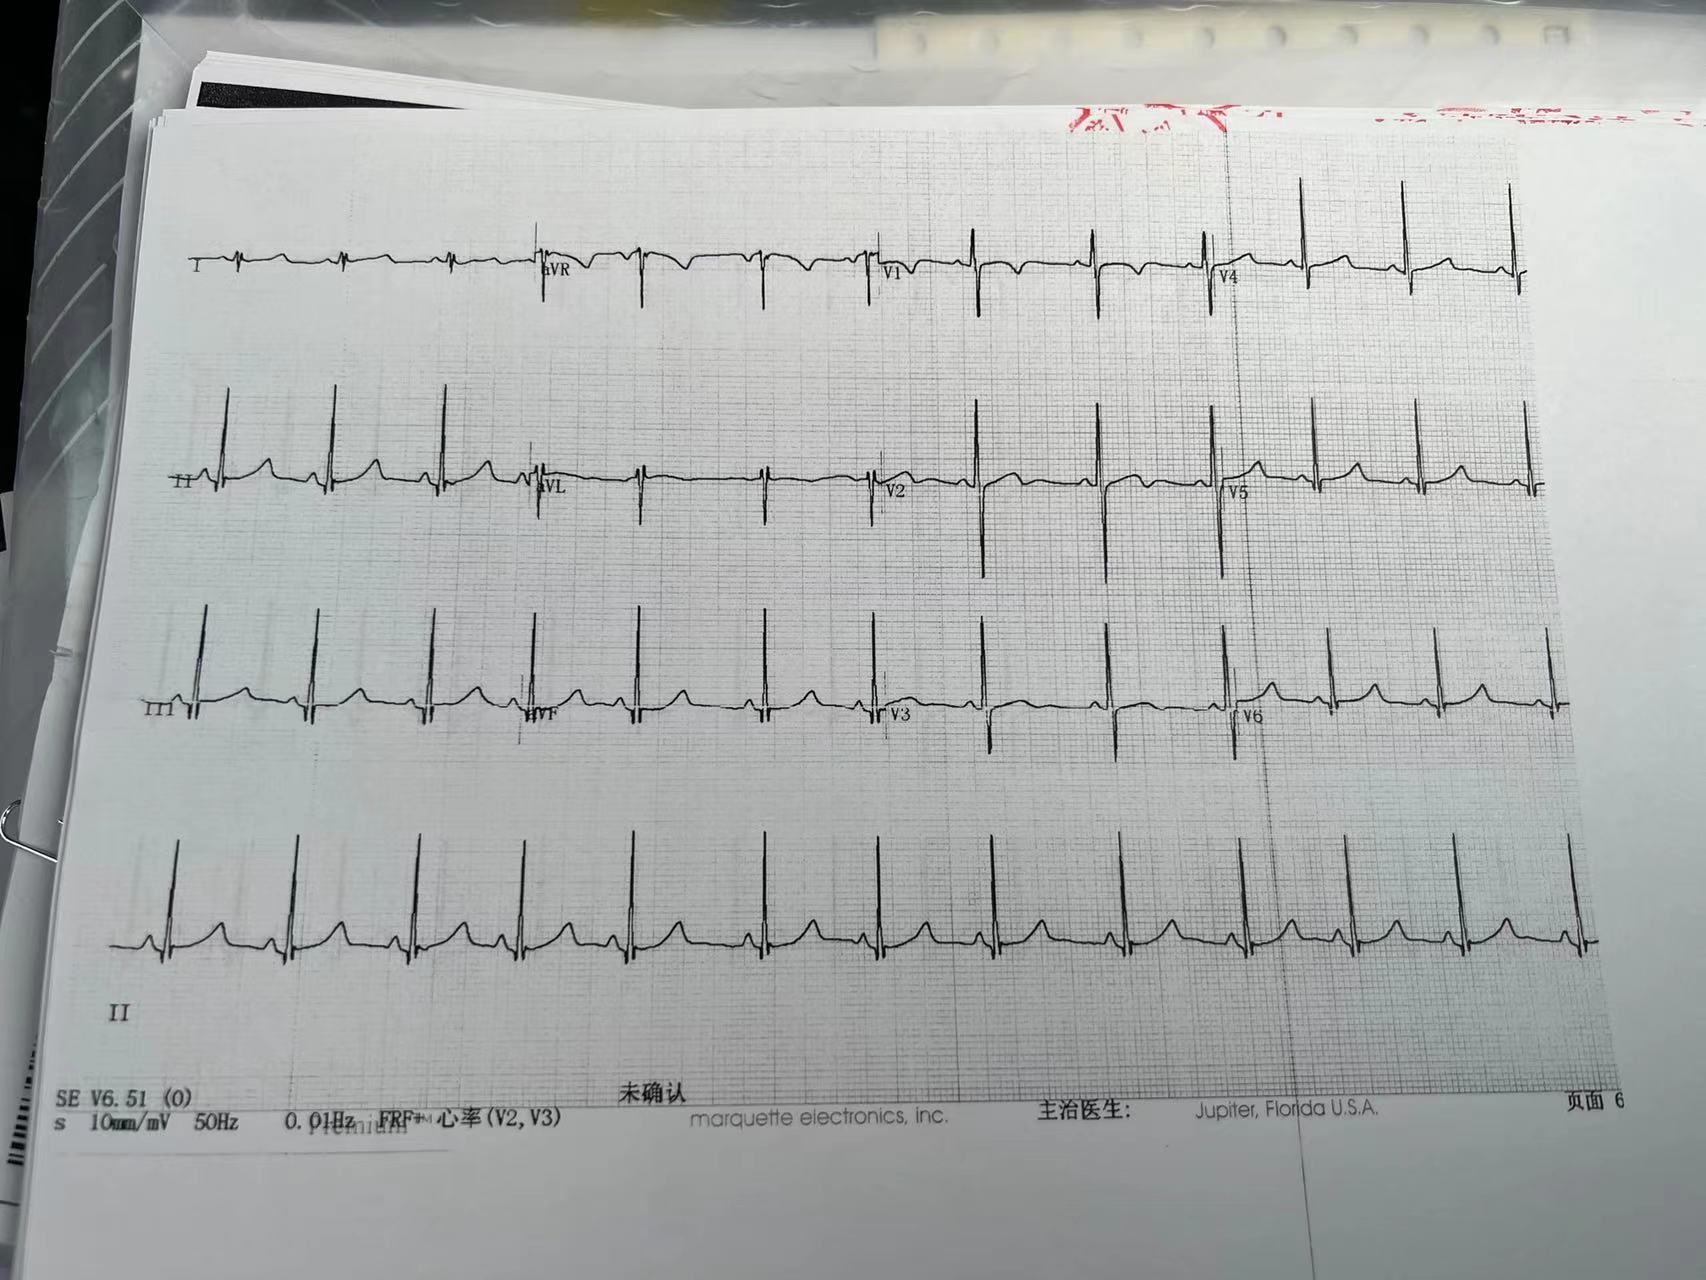 I aVR V1 V4
II aVL V2 V5
III aVF V3 V6
II
SE V6.51 (0) 未确认
s 10mm/mV 50Hz 0.01Hz FRF™ 心率(V2,V3) marquette electronics, inc. 主治医生: Jupiter, Florida U.S.A. 页面 6
Premium